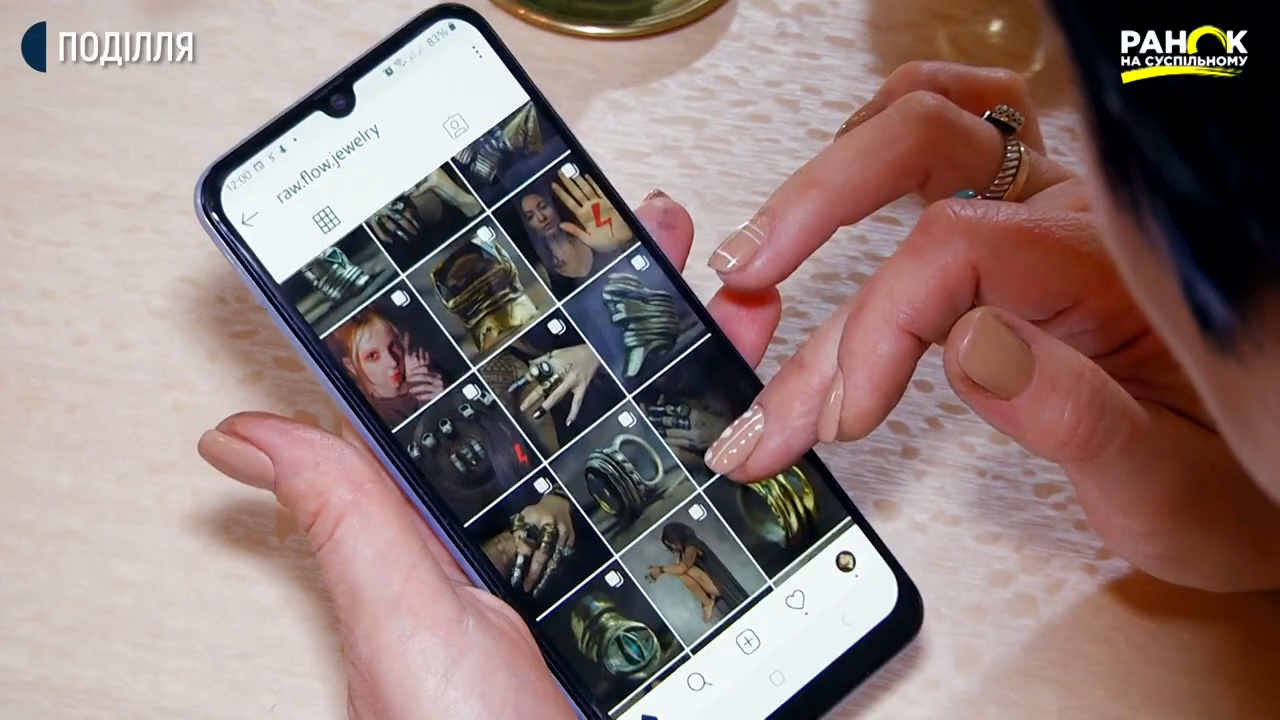 ПОДІЛЛЯ
РАНОК
НА СУСПІЛЬНОМУ
12:00
83%
raw.flow.jewelry